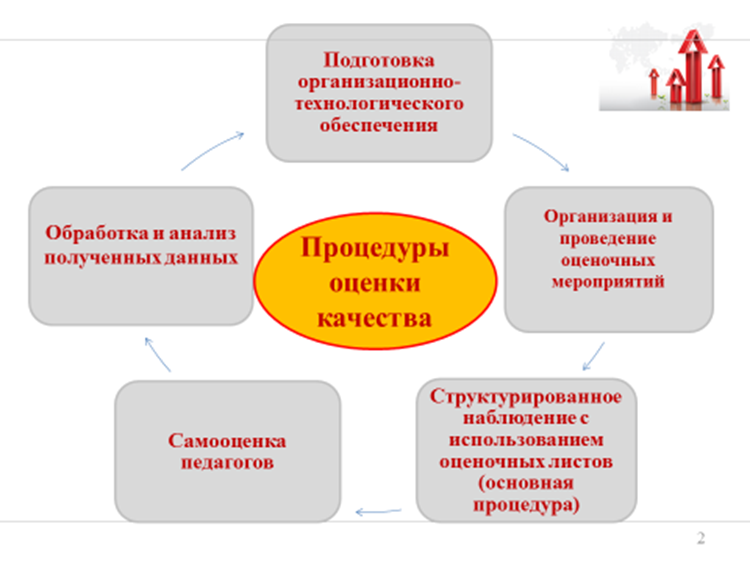 Подготовка
организационно-
технологического
обеспечения
Организация и
проведение
оценочных
мероприятий
Структурированное
наблюдение с
использованием
оценочных листов
(основная
процедура)
Самооценка
педагогов
Обработка и анализ
полученных данных
Процедуры
оценки
качества
2